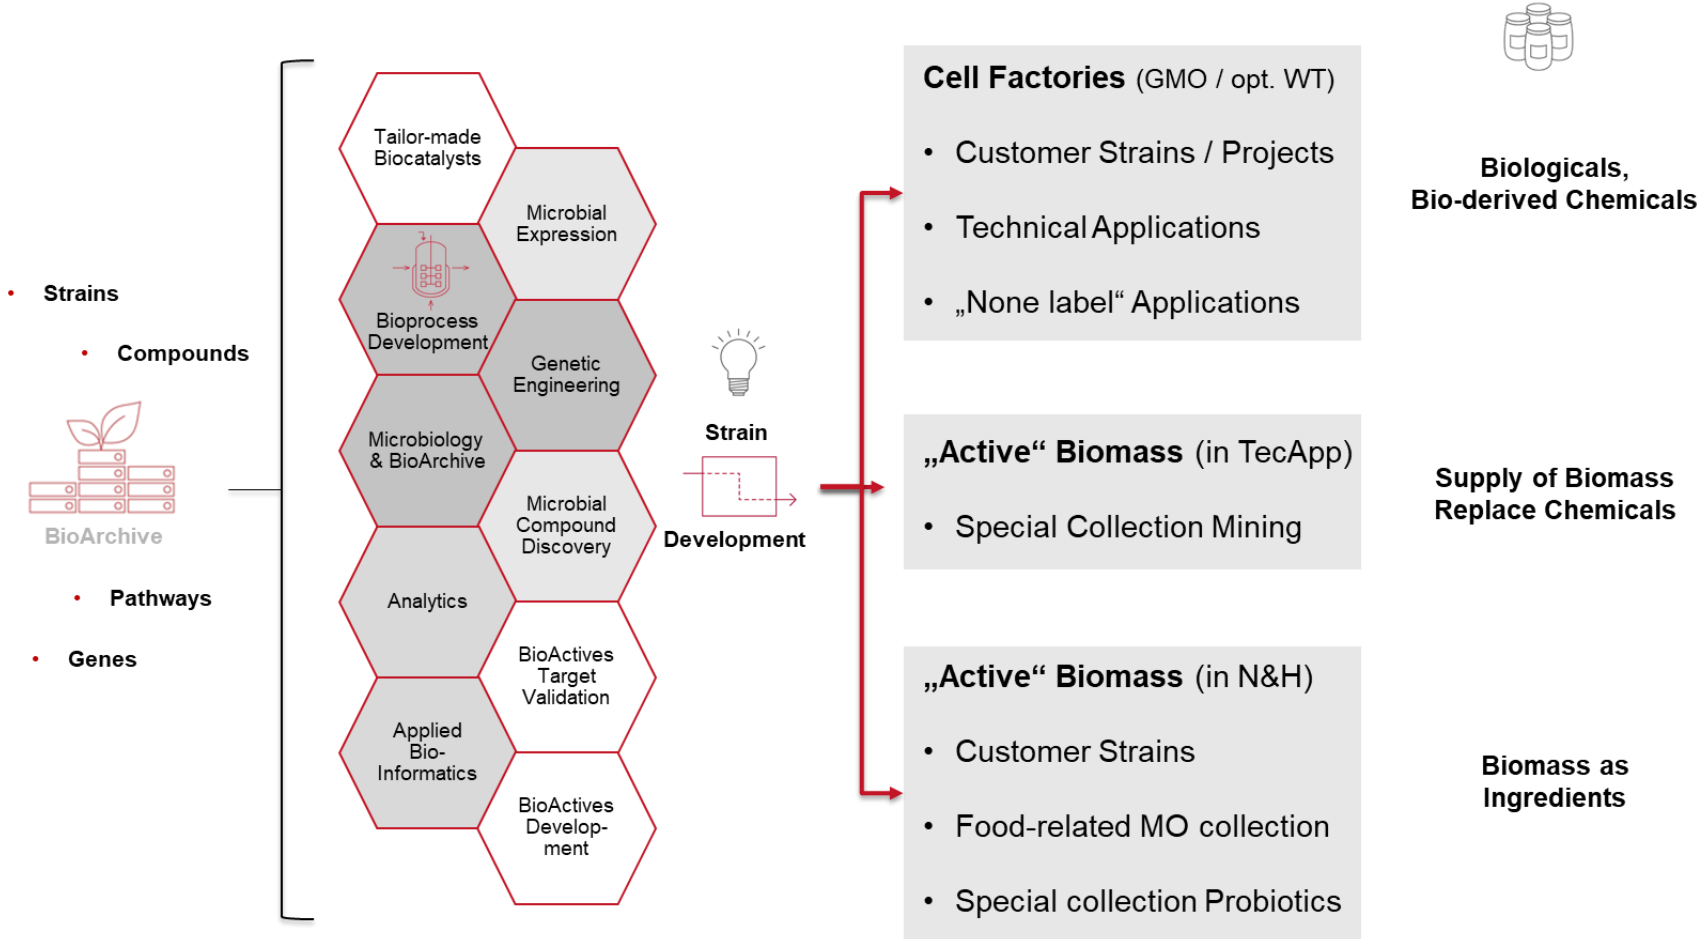 • Strains
• Compounds
BioArchive
• Pathways
• Genes
Tailor-made
Biocatalysts
Microbial
Expression
Bioprocess
Development
Genetic
Engineering
Microbiology
& BioArchive
Microbial
Compound
Discovery
Analytics
BioActives
Target
Validation
Applied
Bio-
Informatics
BioActives
Develop-
ment
Strain
Development
Cell Factories (GMO / opt. WT)
• Customer Strains / Projects
• Technical Applications
• „None label“ Applications
Biologicals,
Bio-derived Chemicals
„Active“ Biomass (in TecApp)
• Special Collection Mining
Supply of Biomass
Replace Chemicals
„Active“ Biomass (in N&H)
• Customer Strains
• Food-related MO collection
• Special collection Probiotics
Biomass as
Ingredients